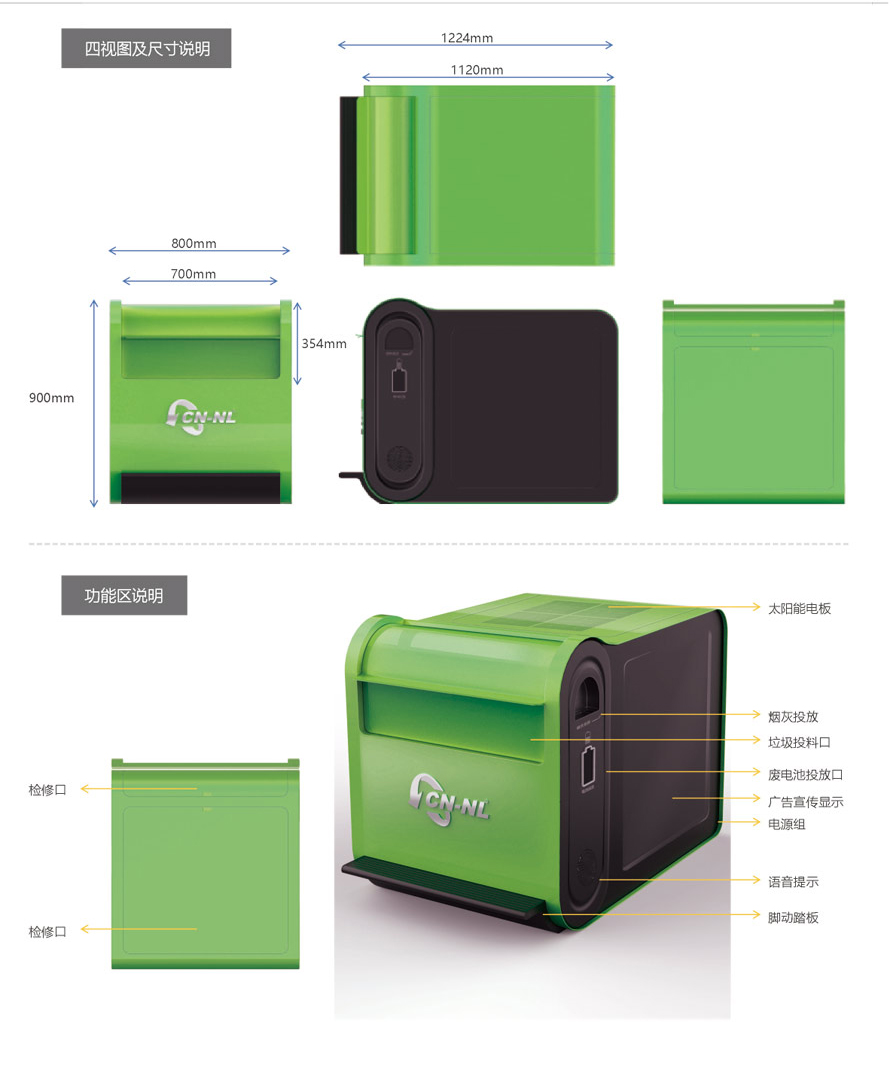 四视图及尺寸说明
1224mm
1120mm
800mm
700mm
354mm
900mm
CN-NL
功能区说明
太阳能电板
烟灰投放
垃圾投料口
废电池投放口
广告宣传显示
电源组
语音提示
脚动踏板
检修口
检修口
CN-NL